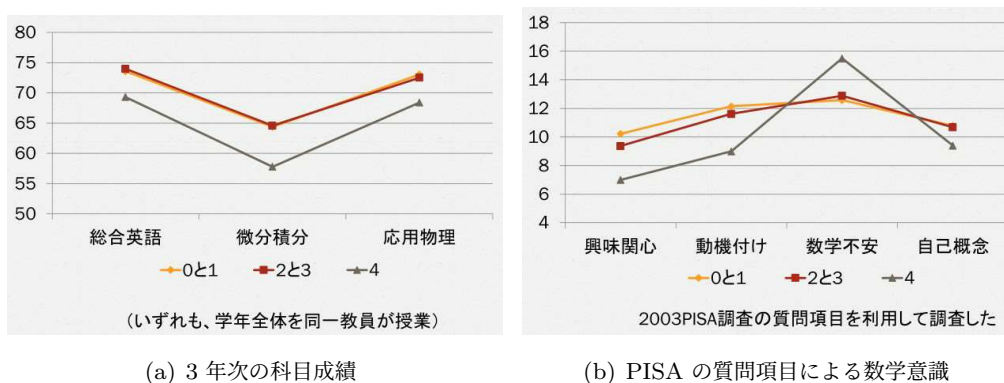 80
75
70
65
60
55
50
総合英語 微分積分 応用物理
0と1 2と3 4
(いずれも、学年全体を同一教員が授業)
(a) 3 年次の科目成績
18
16
14
12
10
8
6
4
興味関心 動機付け 数学不安 自己概念
0と1 2と3 4
2003PISA調査の質問項目を利用して調査した
(b) PISA の質問項目による数学意識